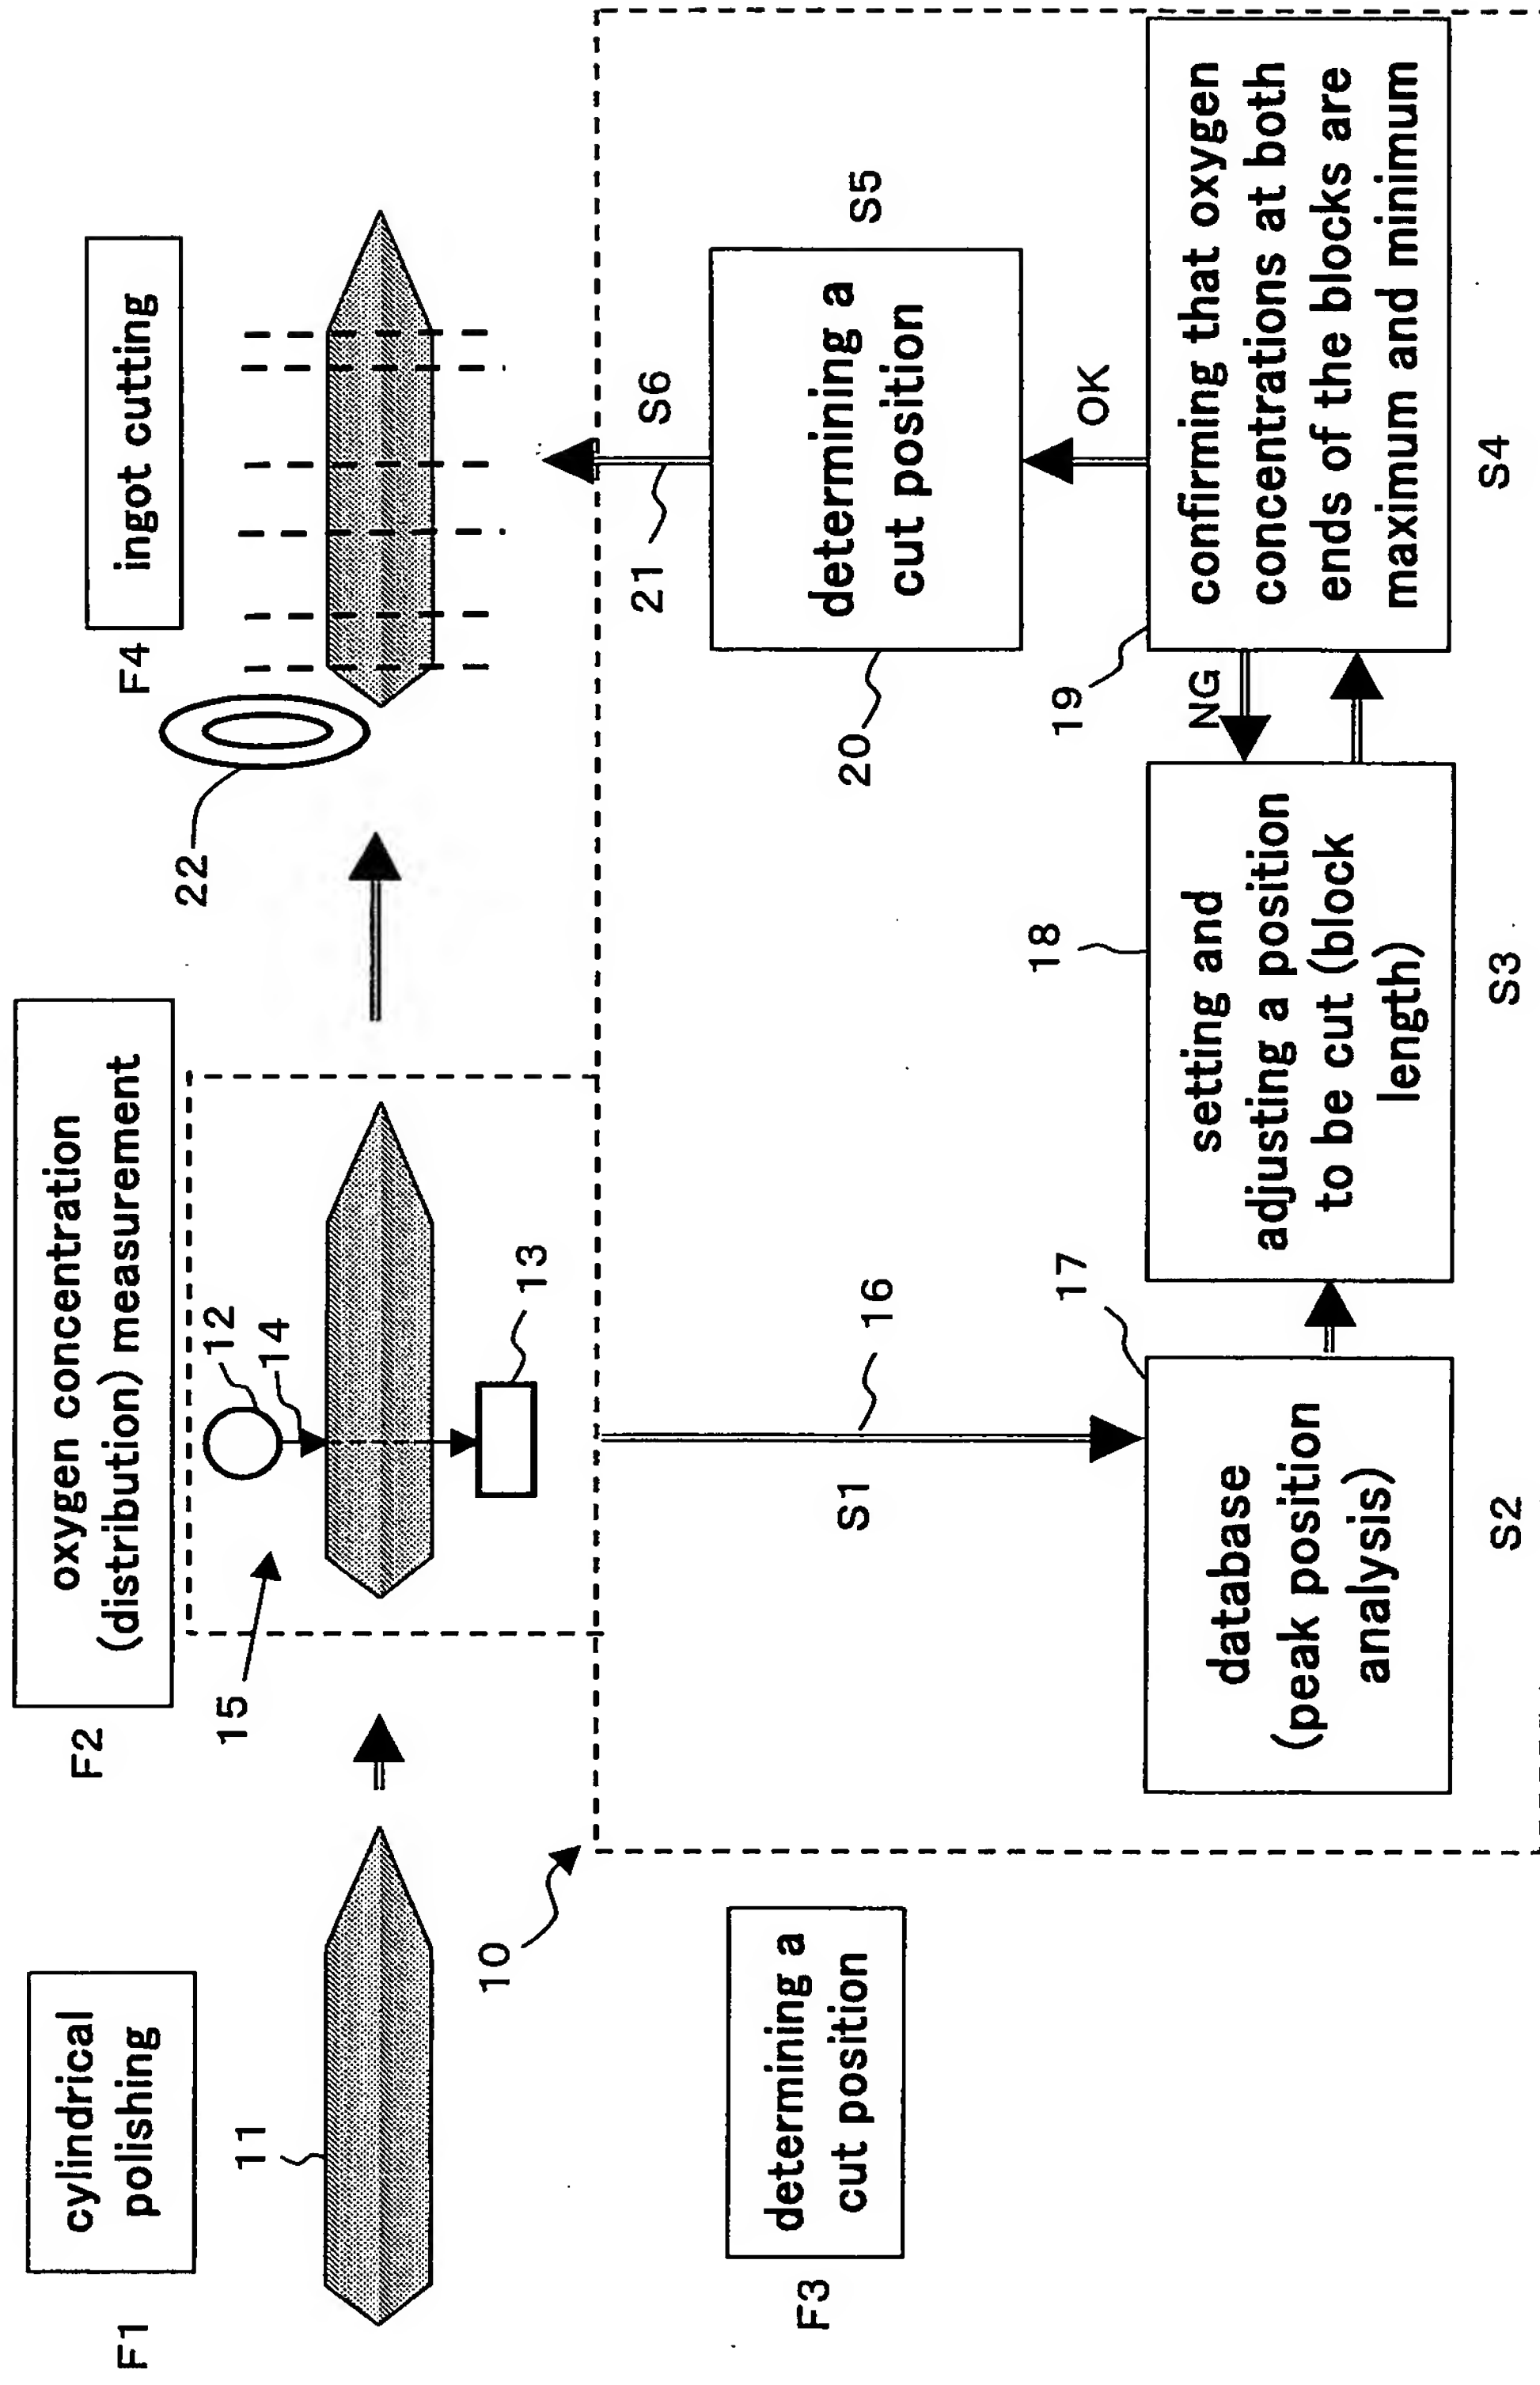 F1
cylindrical
polishing
11
F2
oxygen concentration
(distribution) measurement
12
14
15
13
F4
ingot cutting
22
10
F3
determining a
cut position
S1
16
17
database
(peak position
analysis)
S2
18
setting and
adjusting a position
to be cut (block
length)
S3
NG
19
confirming that oxygen
concentrations at both
ends of the blocks are
maximum and minimum
S4
OK
20
determining a
cut position
S5
21
S6